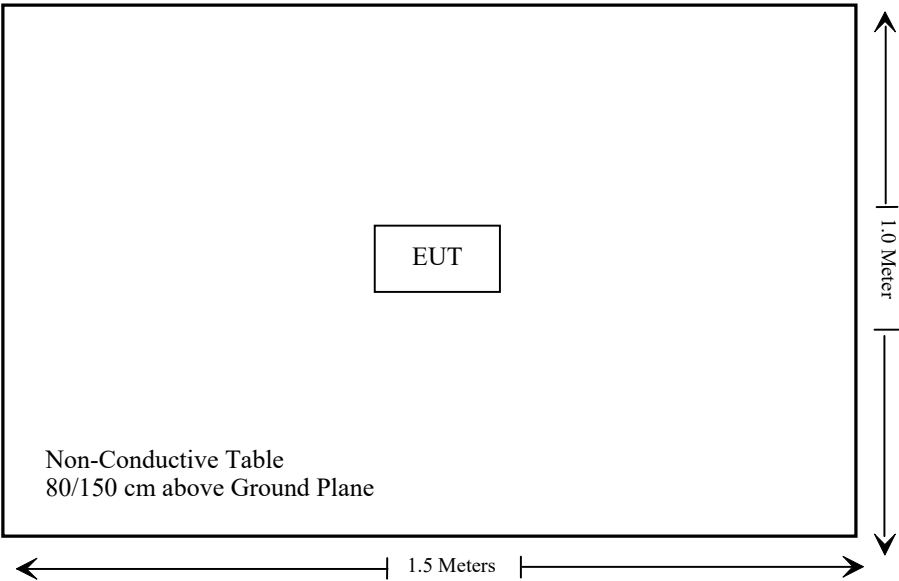 EUT
1.0 Meter
Non-Conductive Table
80/150 cm above Ground Plane
1.5 Meters